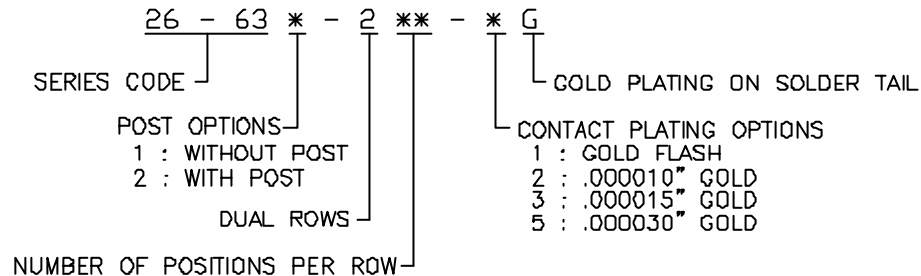 26 - 63 * - 2 ** - * G
SERIES CODE
GOLD PLATING ON SOLDER TAIL
POST OPTIONS
1 : WITHOUT POST
2 : WITH POST
CONTACT PLATING OPTIONS
1 : GOLD FLASH
2 : .000010" GOLD
3 : .000015" GOLD
5 : .000030" GOLD
DUAL ROWS
NUMBER OF POSITIONS PER ROW